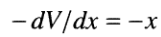 − dV/dx = −x